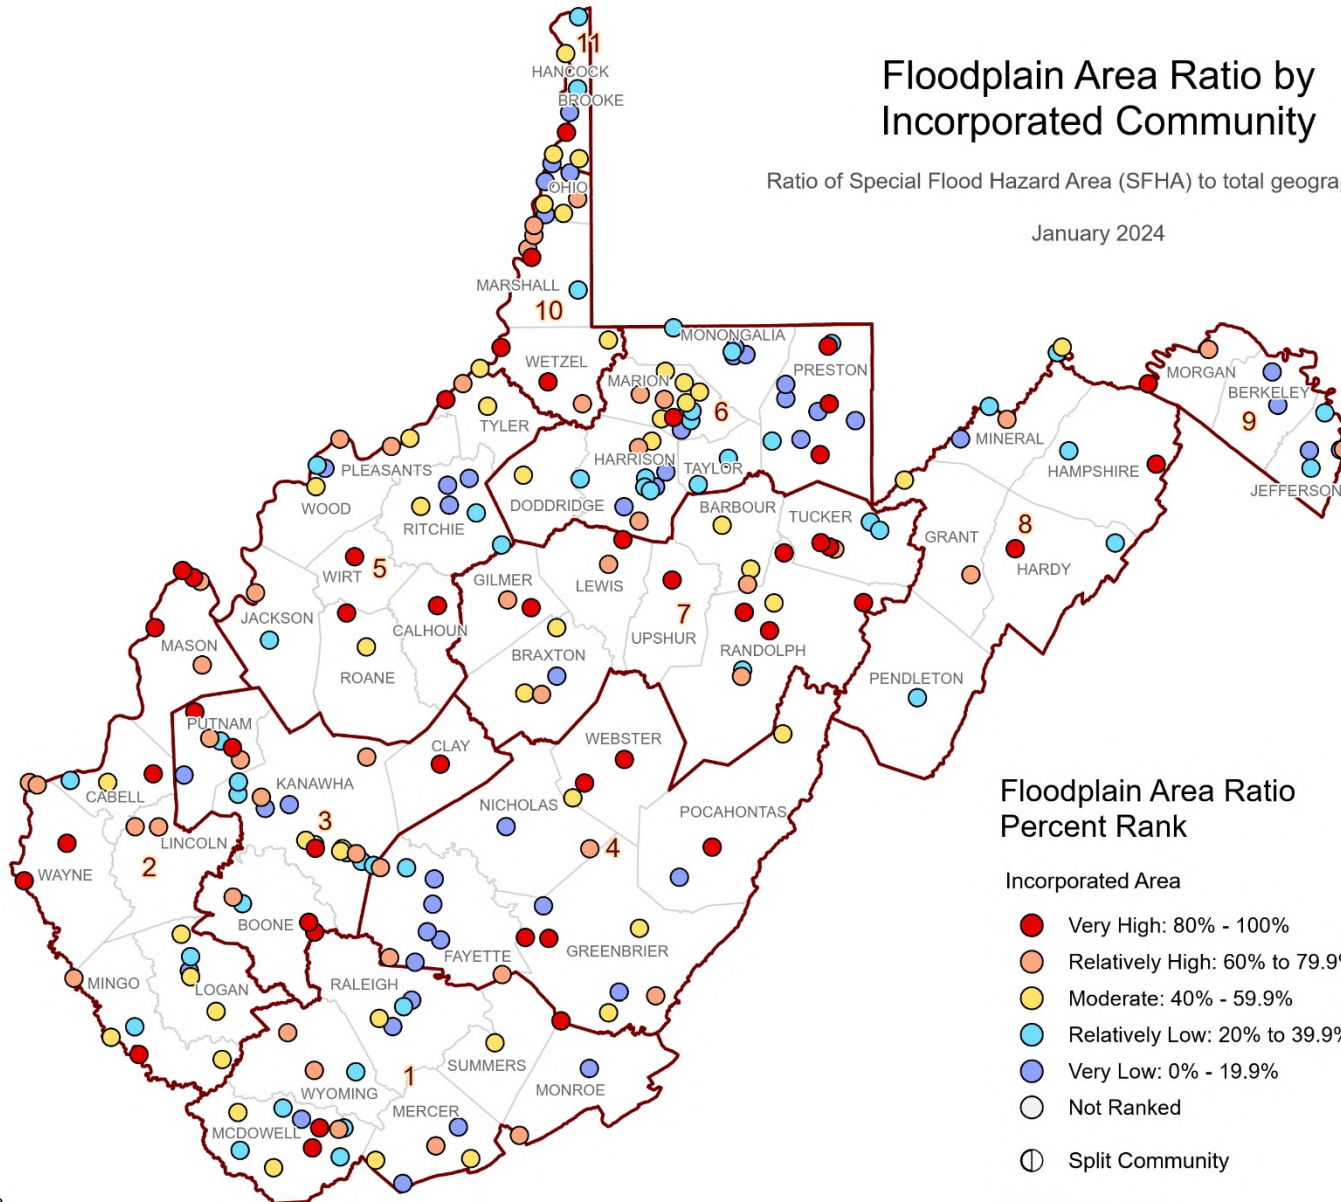 Floodplain Area Ratio by
Incorporated Community
Ratio of Special Flood Hazard Area (SFHA) to total
January 2024
11
HANCOCK
BROOKE
OHIO
MARSHALL
10
WETZEL
MONONGALIA
PRESTON
MARION
6
TYLER
HARRISON
TAYLOR
DODDRIDGE
PLEASANTS
WOOD
RITCHIE
MORGAN
BERKELEY
9
JEFFERSON
MINERAL
HAMPSHIRE
8
GRANT
HARDY
BARBOUR
TUCKER
WIRT
5
GILMER
LEWIS
7
JACKSON
CALHOUN
UPSHUR
RANDOLPH
MASON
ROANE
BRAXTON
PENDLETON
PUTNAM
CLAY
WEBSTER
KANAWHA
CABELL
NICHOLAS
POCAHONTAS
3
LINCOLN
4
WAYNE
2
BOONE
FAYETTE
GREENBRIER
MINGO
LOGAN
RALEIGH
SUMMERS
1
WYOMING
MONROE
MERCER
MCDOWELL
Floodplain Area Ratio
Percent Rank
Incorporated Area
Very High: 80% - 100%
Relatively High: 60% to 79.9%
Moderate: 40% - 59.9%
Relatively Low: 20% to 39.9%
Very Low: 0% - 19.9%
Not Ranked
Split Community